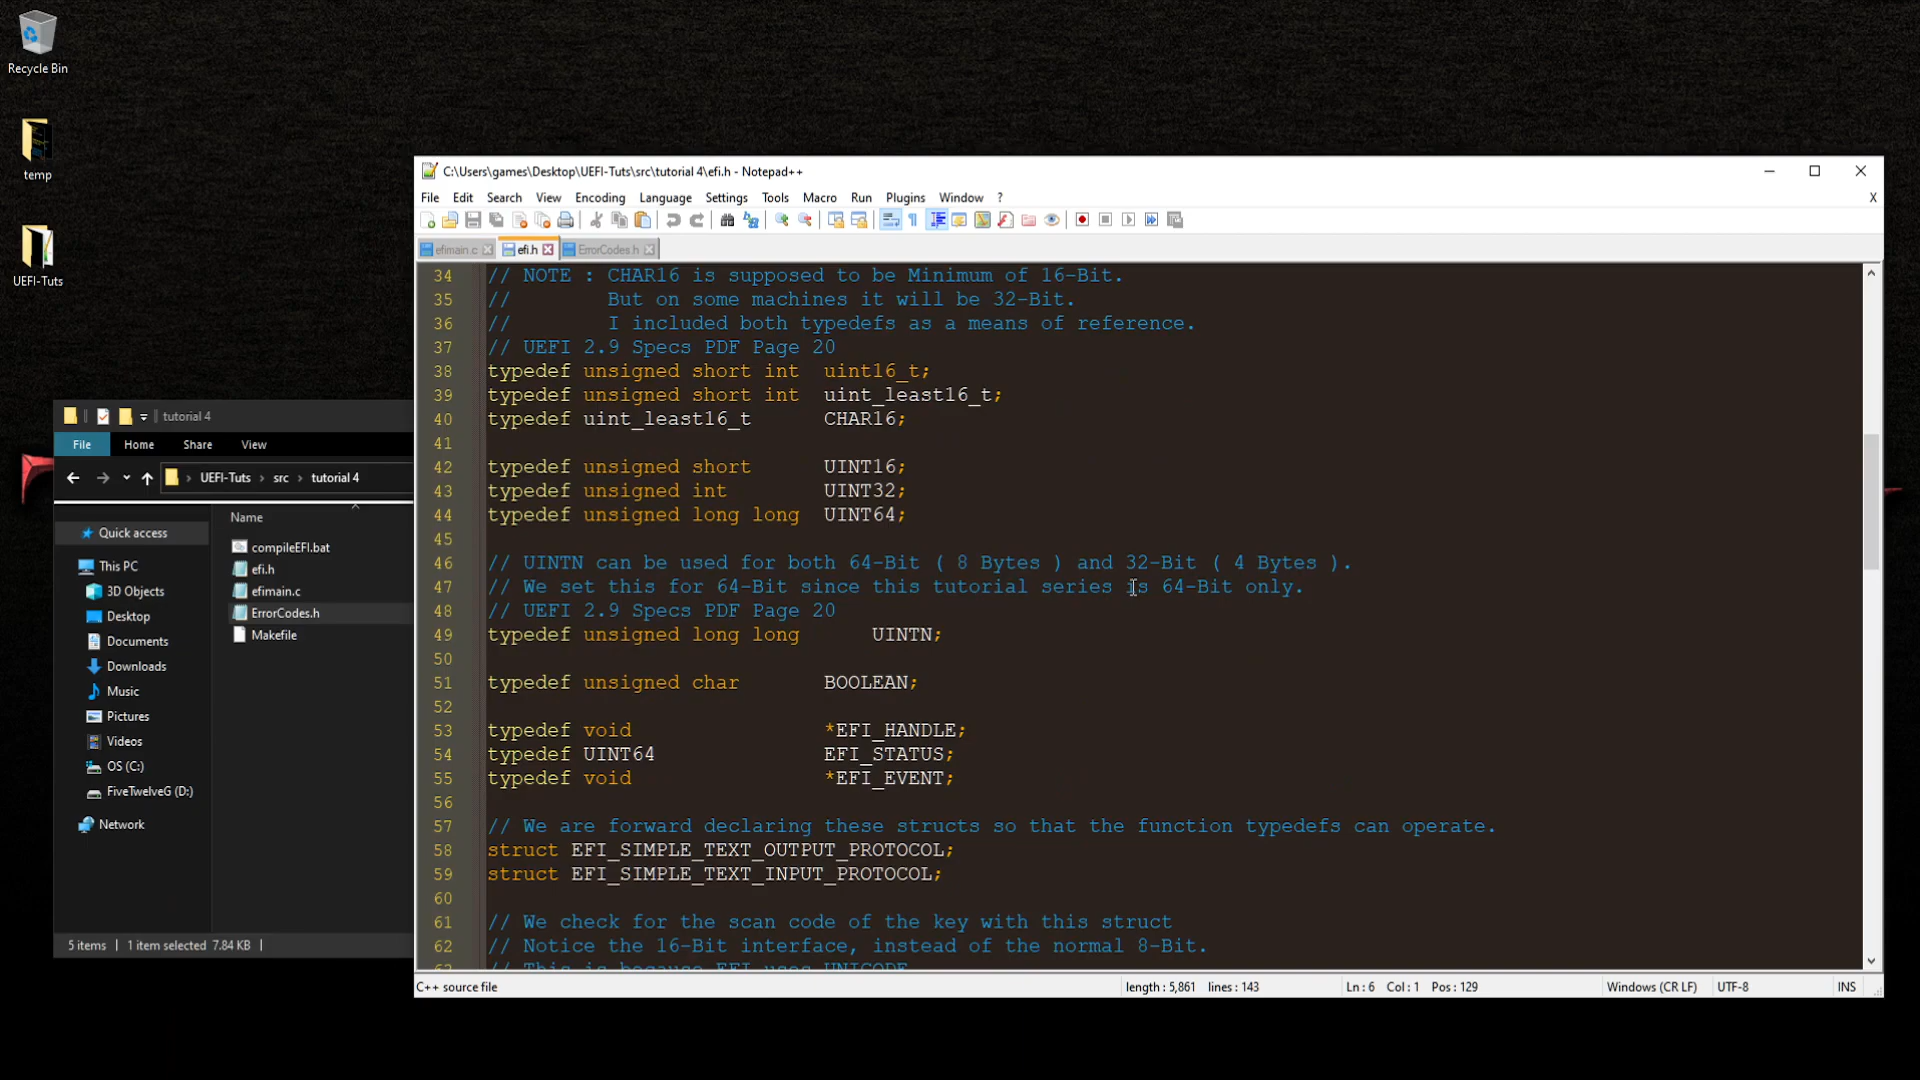 Recycle Bin
temp
UEFI-Tuts
tutorial 4
File Home Share View
UEFI-Tuts › src › tutorial 4
Name
Quick access
This PC
3D Objects
Desktop
Documents
Downloads
Music
Pictures
Videos
OS (C:)
FiveTwelveG (D:)
Network
compileEFI.bat
efi.h
efimain.c
ErrorCodes.h
Makefile
5 items 1 item selected 7.84 KB
C:\Users\games\Desktop\UEFI-Tuts\src\tutorial 4\efi.h - Notepad++
File Edit Search View Encoding Language Settings Tools Macro Run Plugins Window ? X
efimain.c efi.h ErrorCodes.h
34 // NOTE : CHAR16 is supposed to be Minimum of 16-Bit.
35 // But on some machines it will be 32-Bit.
36 // I included both typedefs as a means of reference.
37 // UEFI 2.9 Specs PDF Page 20
38 typedef unsigned short int uint16_t;
39 typedef unsigned short int uint_least16_t;
40 typedef uint_least16_t CHAR16;
41
42 typedef unsigned short UINT16;
43 typedef unsigned int UINT32;
44 typedef unsigned long long UINT64;
45
46 // UINTN can be used for both 64-Bit ( 8 Bytes ) and 32-Bit ( 4 Bytes ).
47 // We set this for 64-Bit since this tutorial series is 64-Bit only.
48 // UEFI 2.9 Specs PDF Page 20
49 typedef unsigned long long UINTN;
50
51 typedef unsigned char BOOLEAN;
52
53 typedef void *EFI_HANDLE;
54 typedef UINT64 EFI_STATUS;
55 typedef void *EFI_EVENT;
56
57 // We are forward declaring these structs so that the function typedefs can operate.
58 struct EFI_SIMPLE_TEXT_OUTPUT_PROTOCOL;
59 struct EFI_SIMPLE_TEXT_INPUT_PROTOCOL;
60
61 // We check for the scan code of the key with this struct
62 // Notice the 16-Bit interface, instead of the normal 8-Bit.
// This is because EFI uses UNICODE
C++ source file length : 5,861 lines : 143 Ln : 6 Col : 1 Pos : 129 Windows (CR LF) UTF-8 INS